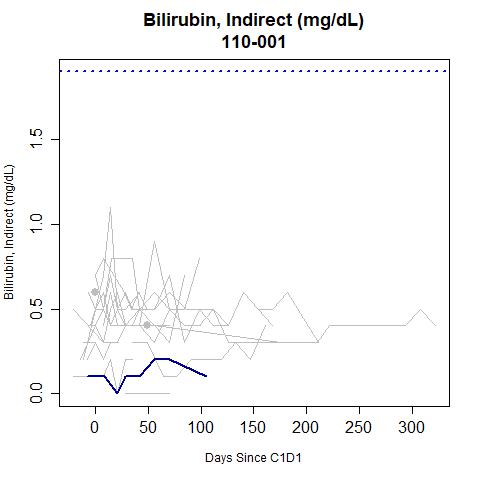 Bilirubin, Indirect (mg/dL)
110-001
Bilirubin, Indirect (mg/dL)
1.5
1.0
0.5
0.0
0 50 100 150 200 250 300
Days Since C1D1